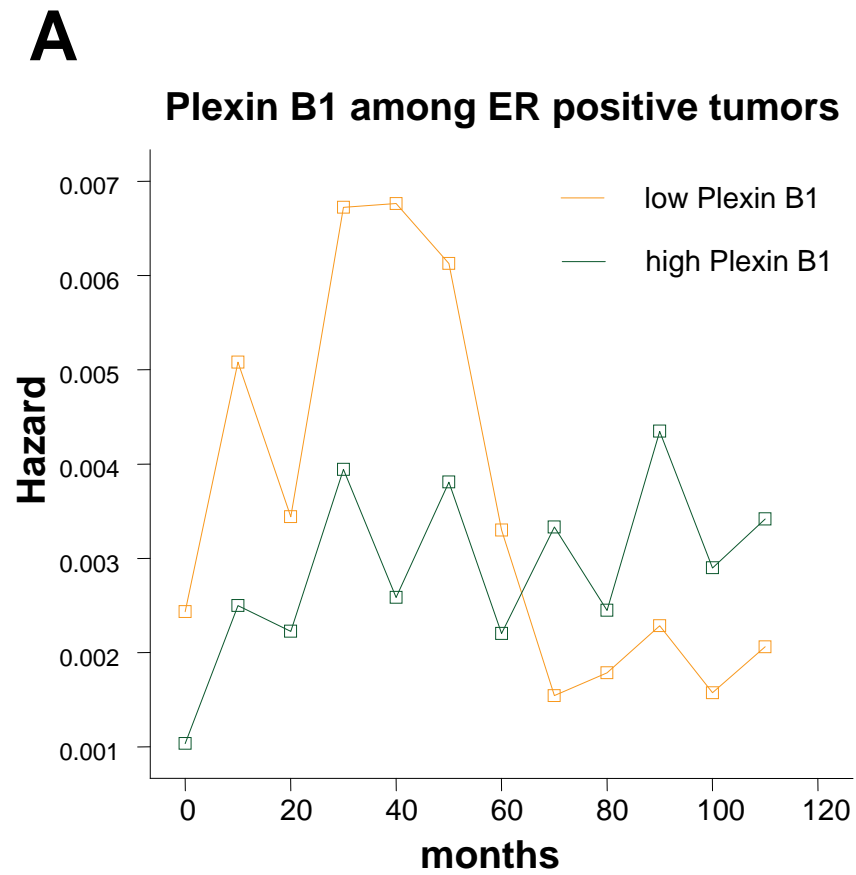 A
Plexin B1 among ER positive tumors
low Plexin B1
high Plexin B1
Hazard
0.007
0.006
0.005
0.004
0.003
0.002
0.001
0 20 40 60 80 100 120
months